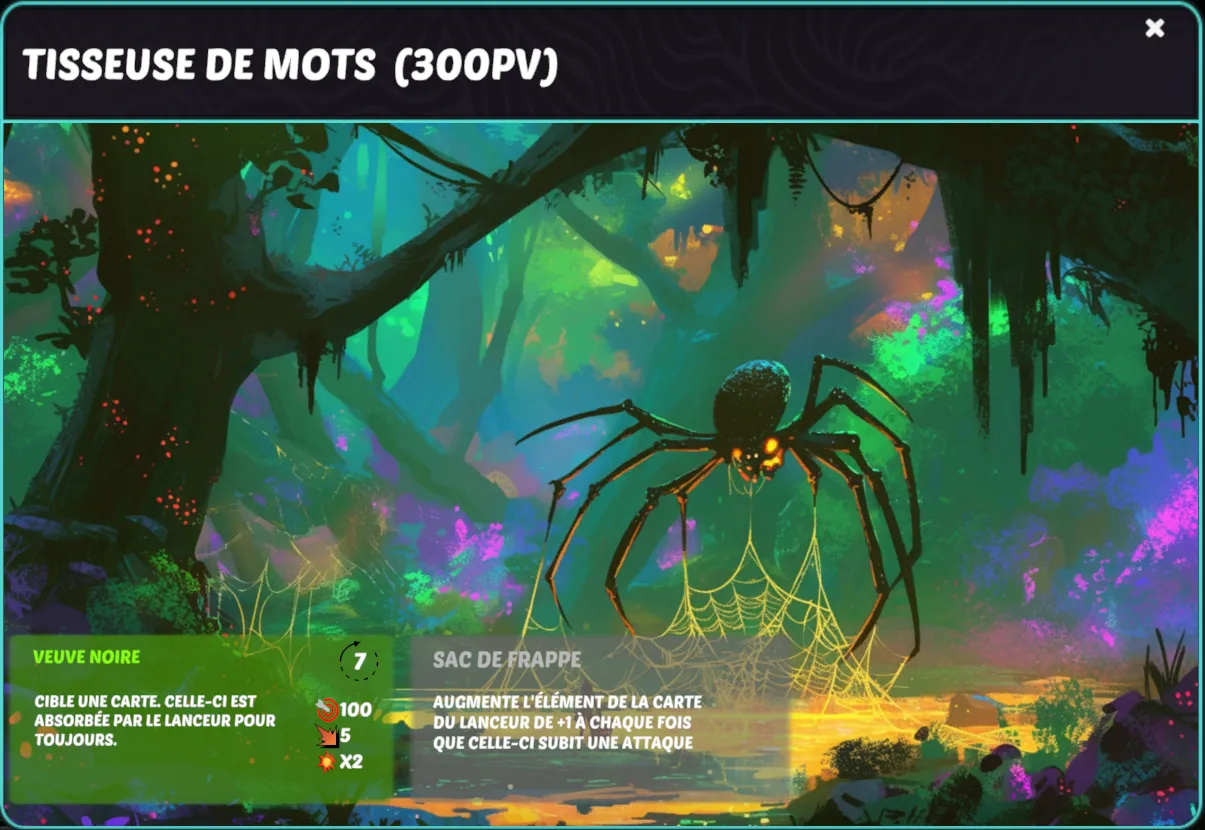 TISSEUSE DE MOTS (300PV)
VEUVE NOIRE
7
CIBLE UNE CARTE. CELLE-CI EST
ABSORBÉE PAR LE LANCEUR POUR
TOUJOURS.
100
5
X2
SAC DE FRAPPE
AUGMENTE L'ÉLÉMENT DE LA CARTE
DU LANCEUR DE +1 À CHAQUE FOIS
QUE CELLE-CI SUBIT UNE ATTAQUE